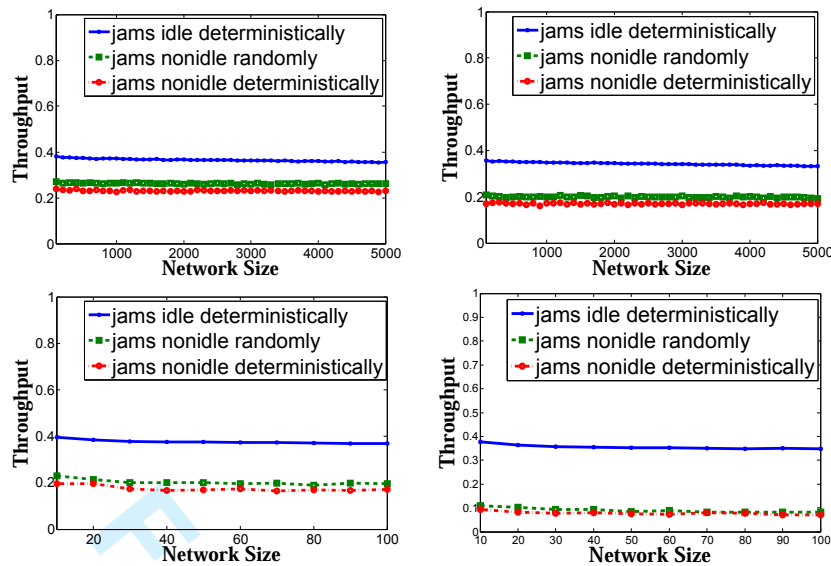 1
0.8
0.6
0.4
0.2
0
Throughput
jams idle deterministically
jams nonidle randomly
jams nonidle deterministically
1000 2000 3000 4000 5000
Network Size
1
0.8
0.6
0.4
0.2
0
Throughput
jams idle deterministically
jams nonidle randomly
jams nonidle deterministically
1000 2000 3000 4000 5000
Network Size
1
0.8
0.6
0.4
0.2
0
Throughput
jams idle deterministically
jams nonidle randomly
jams nonidle deterministically
20 40 60 80 100
Network Size
F
1
0.9
0.8
0.7
0.6
0.5
0.4
0.3
0.2
0.1
0
Throughput
jams idle deterministically
jams nonidle randomly
jams nonidle deterministically
10 20 30 40 50 60 70 80 90 100
Network Size